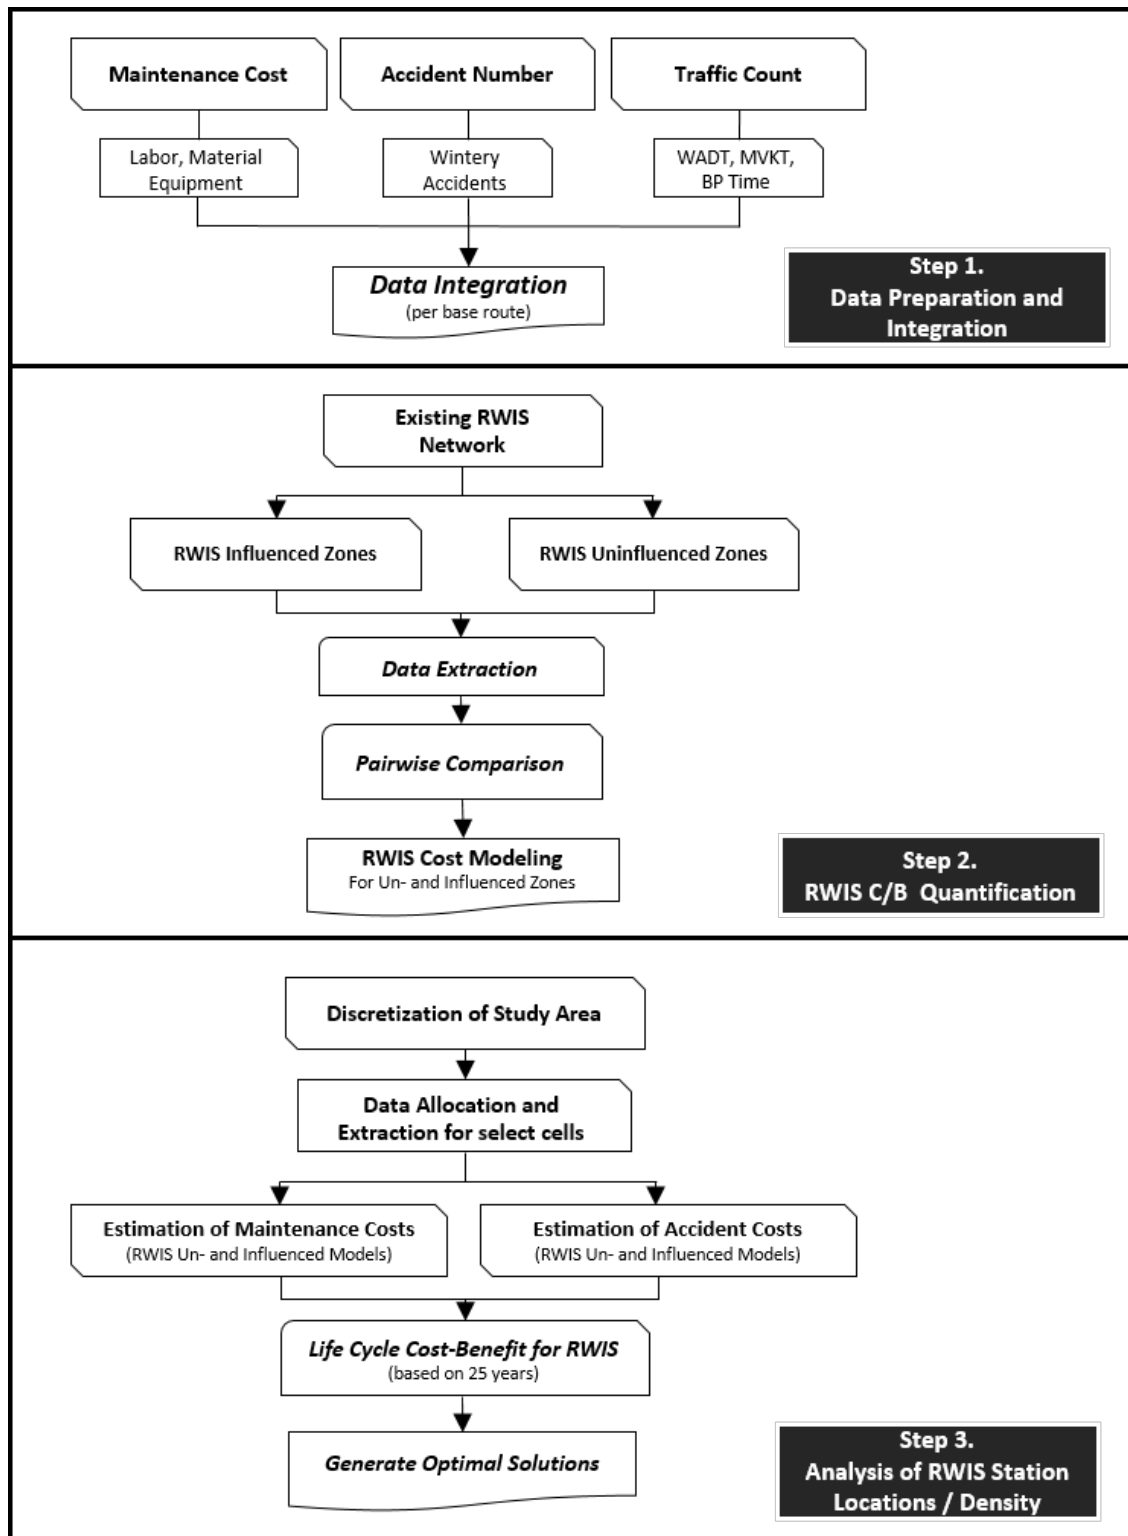 Maintenance Cost
Accident Number
Traffic Count
Labor, Material
Equipment
Wintery
Accidents
WADT, MVKT,
BP Time
Data Integration
(per base route)
Step 1.
Data Preparation and
Integration
Existing RWIS
Network
RWIS Influenced Zones
RWIS Uninfluenced Zones
Data Extraction
Pairwise Comparison
RWIS Cost Modeling
For Un- and Influenced Zones
Step 2.
RWIS C/B Quantification
Discretization of Study Area
Data Allocation and
Extraction for select cells
Estimation of Maintenance Costs
(RWIS Un- and Influenced Models)
Estimation of Accident Costs
(RWIS Un- and Influenced Models)
Life Cycle Cost-Benefit for RWIS
(based on 25 years)
Generate Optimal Solutions
Step 3.
Analysis of RWIS Station
Locations / Density